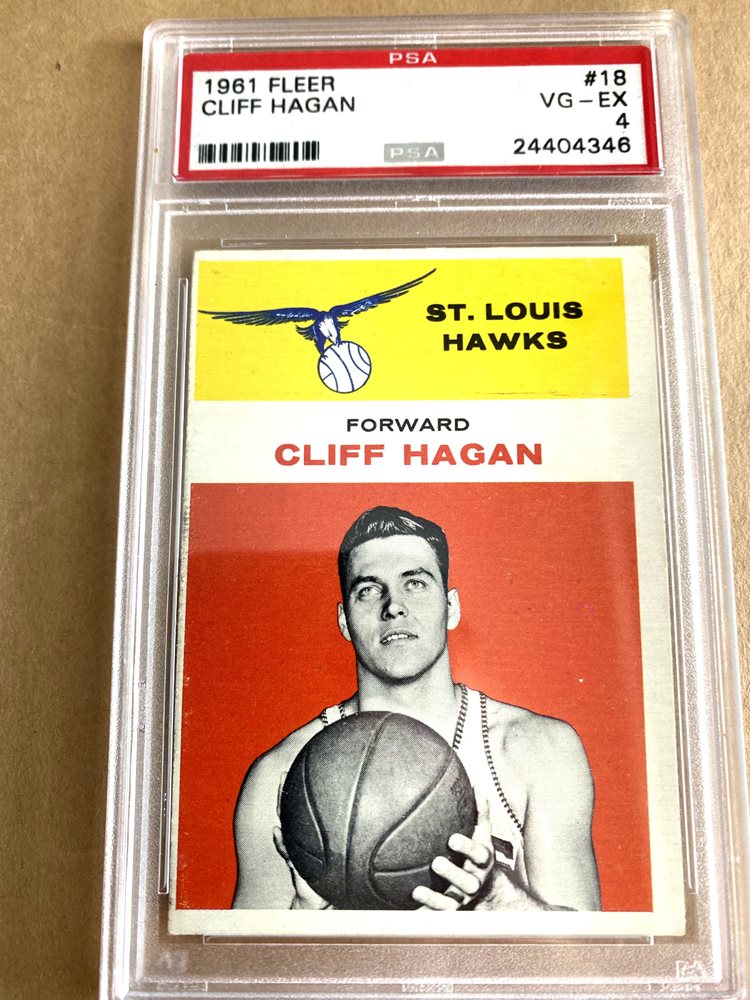 PSA
1961 FLEER #18
CLIFF HAGAN VG-EX
4
PSA 24404346
ST. LOUIS
HAWKS
FORWARD
CLIFF HAGAN